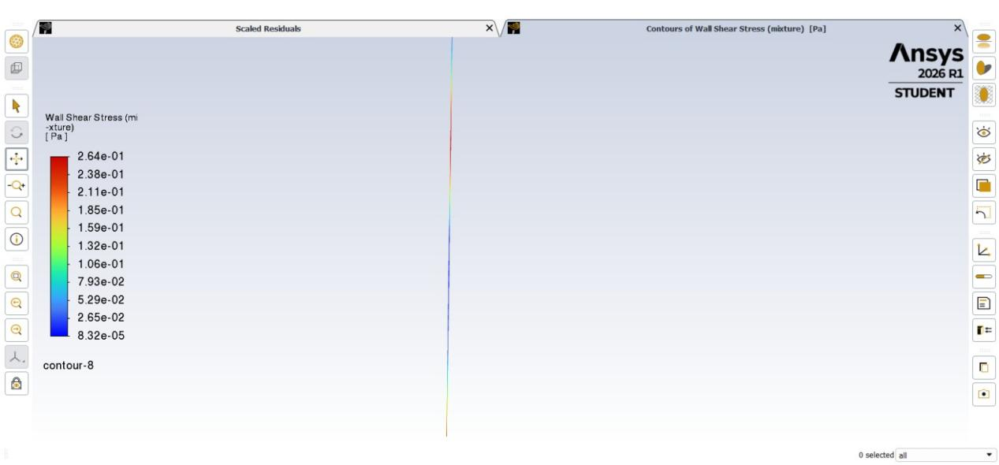 Scaled Residuals
Contours of Wall Shear Stress (mixture) [Pa]
Ansys
2026 R1
STUDENT
Wall Shear Stress (mi
-xture)
[ Pa ]
2.64e-01
2.38e-01
2.11e-01
1.85e-01
1.59e-01
1.32e-01
1.06e-01
7.93e-02
5.29e-02
2.65e-02
8.32e-05
contour-8
0 selected all